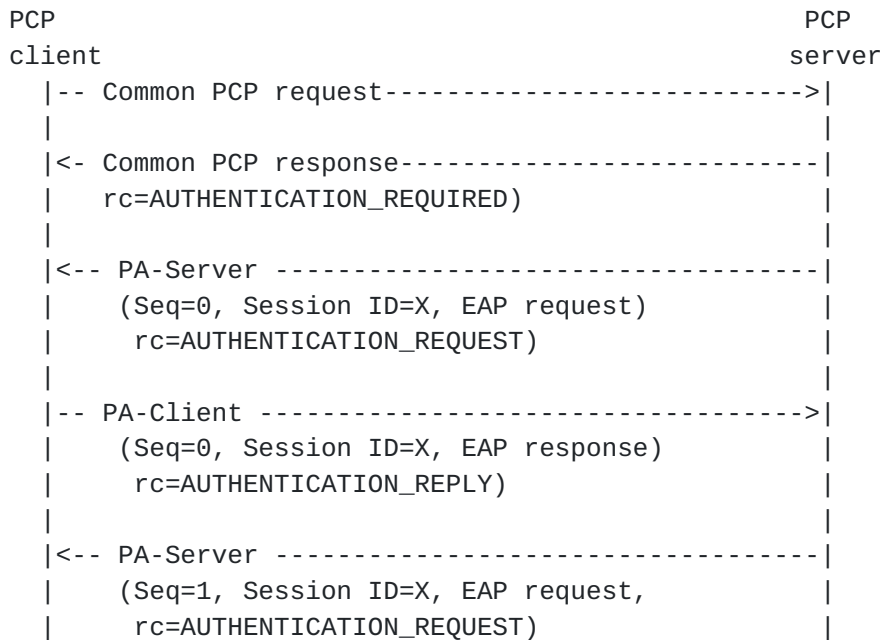 PCP                                                PCP
client                                            server
  |-- Common PCP request--------------------------->|
  |                                                 |
  |<- Common PCP response---------------------------|
  |   rc=AUTHENTICATION_REQUIRED)                   |
  |                                                 |
  |<-- PA-Server -----------------------------------|
  |    (Seq=0, Session ID=X, EAP request)           |
  |     rc=AUTHENTICATION_REQUEST)                  |
  |                                                 |
  |-- PA-Client ----------------------------------->|
  |    (Seq=0, Session ID=X, EAP response)          |
  |     rc=AUTHENTICATION_REPLY)                    |
  |                                                 |
  |<-- PA-Server -----------------------------------|
  |    (Seq=1, Session ID=X, EAP request,           |
  |     rc=AUTHENTICATION_REQUEST)                  |